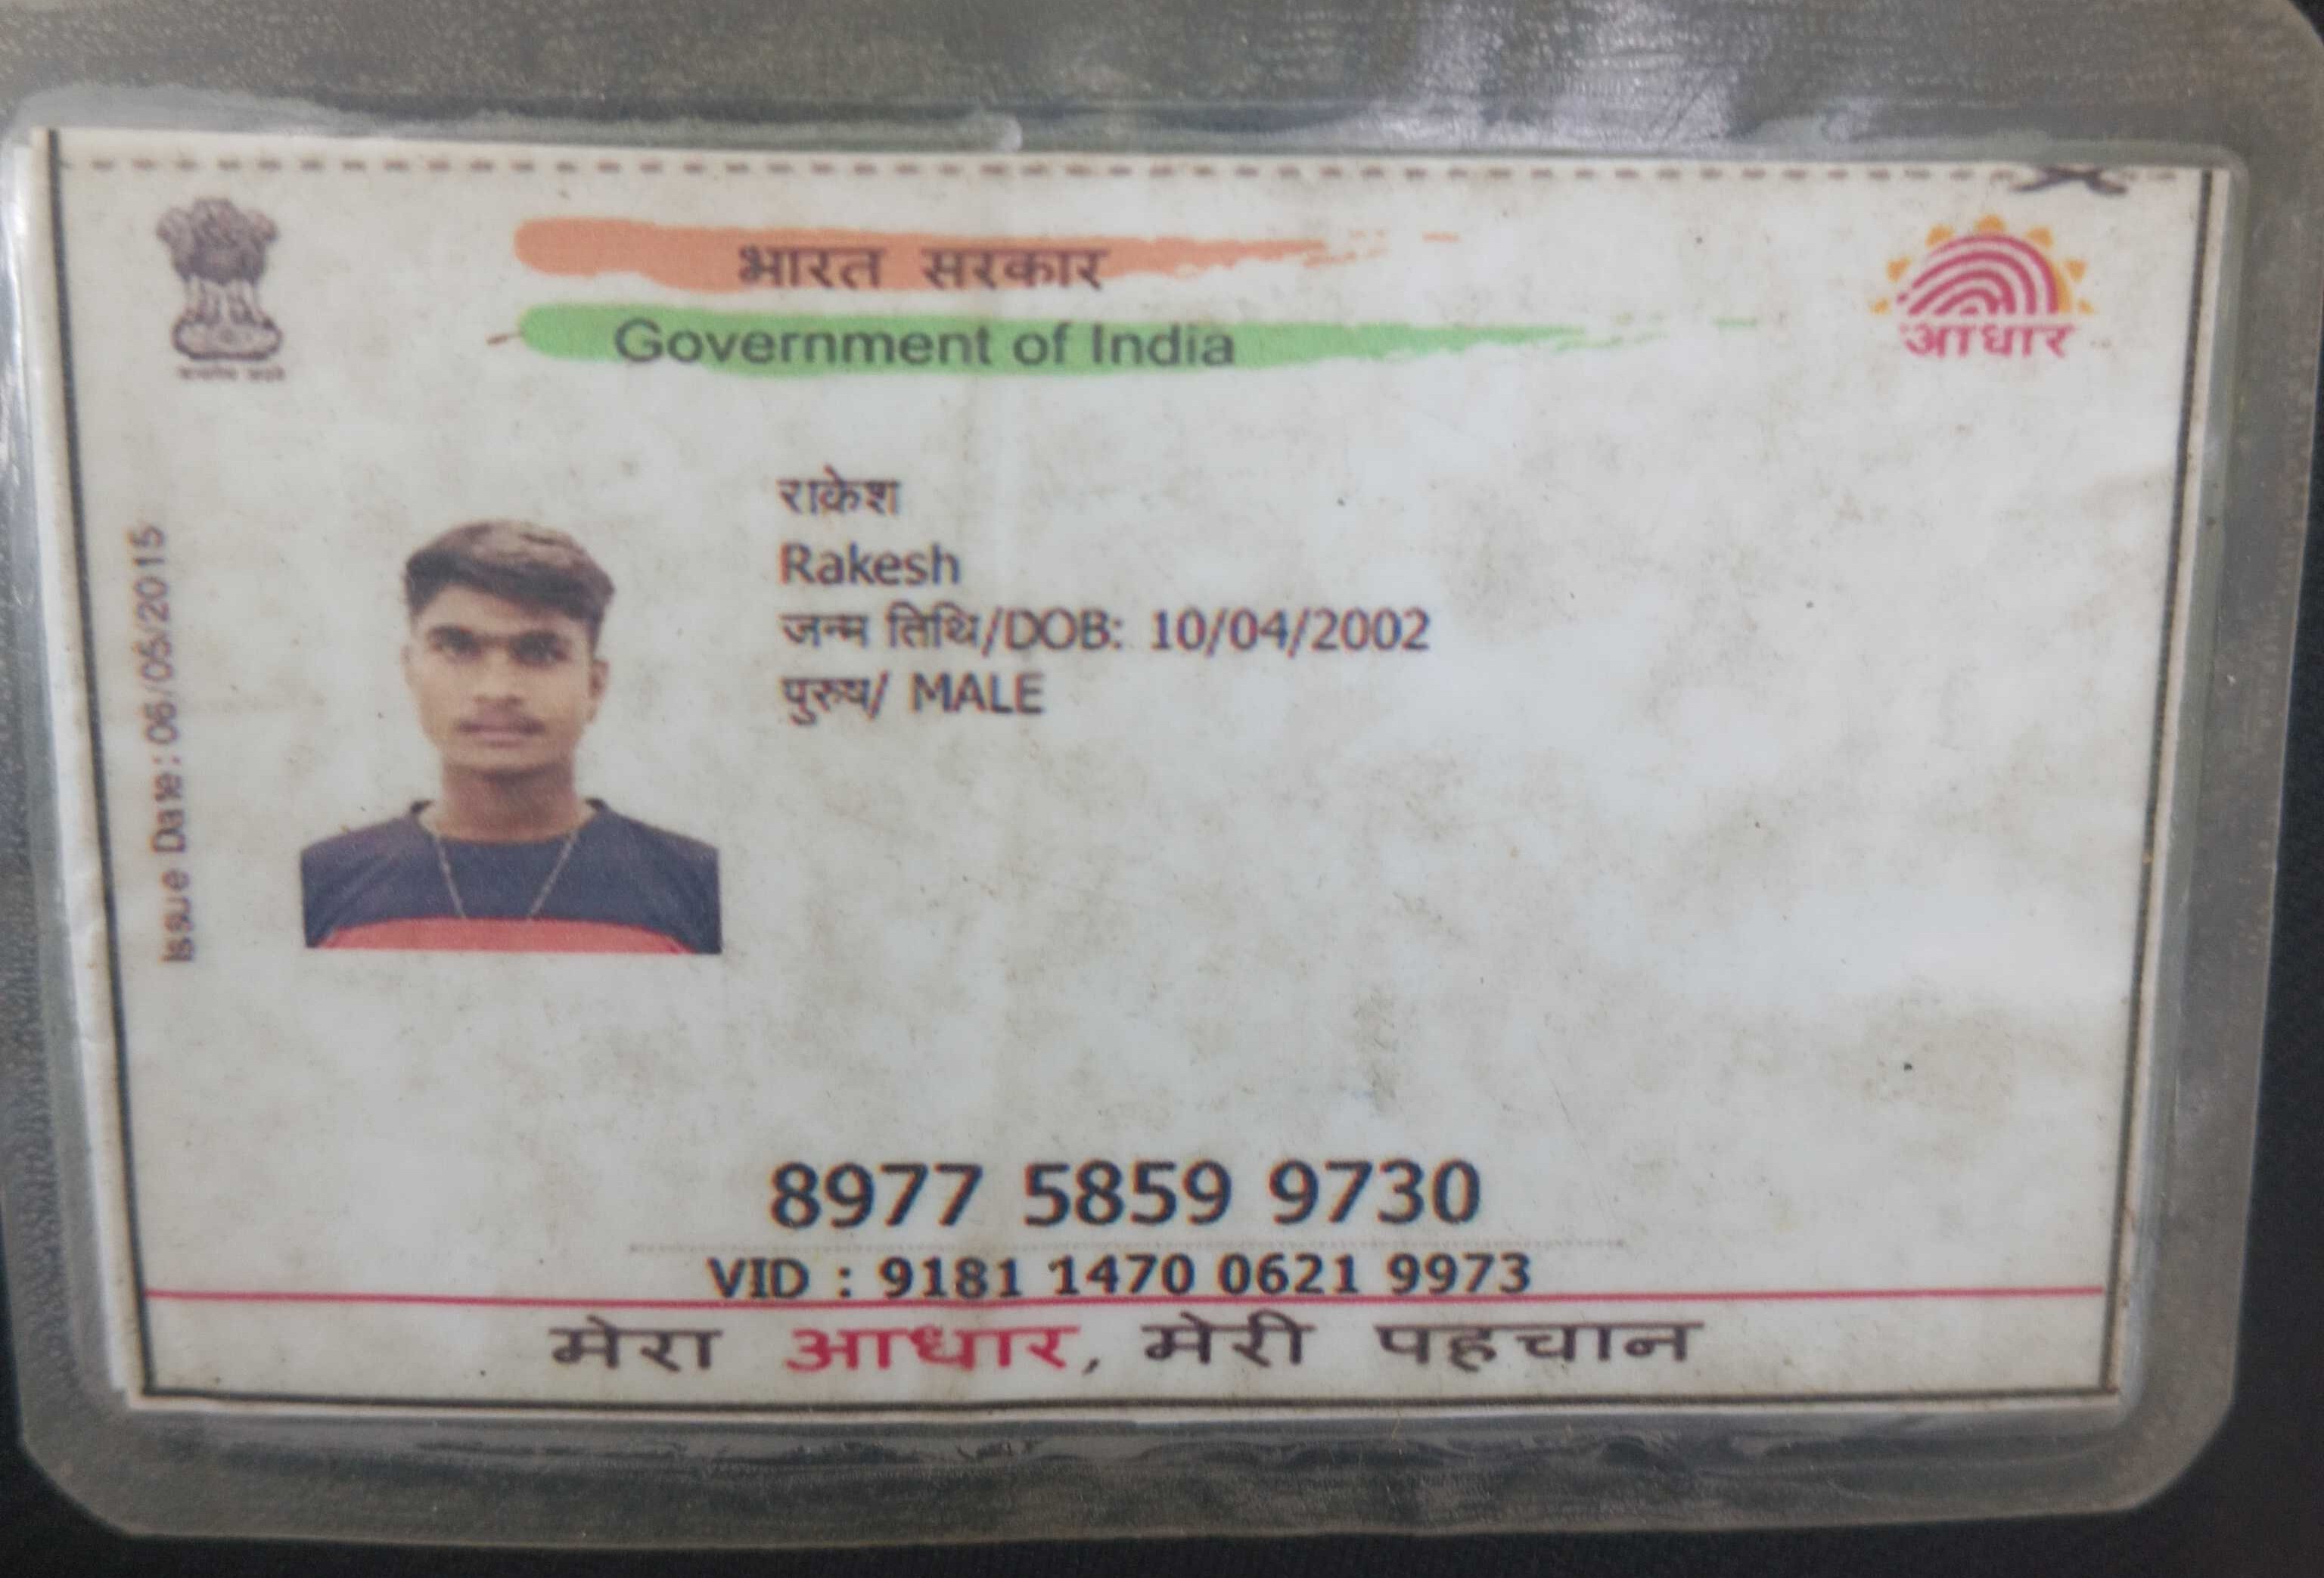 भारत सरकार
Government of India
आधार
Issue Date: 06/05/2015
राकेश
Rakesh
जन्म तिथि/DOB: 10/04/2002
पुरुष/ MALE
8977 5859 9730
VID : 9181 1470 0621 9973
मेरा आधार, मेरी पहचान